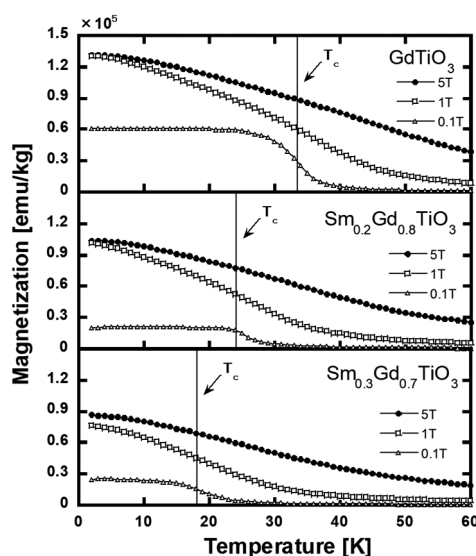 × 10⁵
Magnetization [emu/kg]
1.5
1.2
0.9
0.6
0.3
0
T_c
GdTiO₃
5T
1T
0.1T
1.2
0.9
0.6
0.3
0
T_c
Sm₀.₂Gd₀.₈TiO₃
5T
1T
0.1T
1.2
0.9
0.6
0.3
0
T_c
Sm₀.₃Gd₀.₇TiO₃
5T
1T
0.1T
0 10 20 30 40 50 60
Temperature [K]